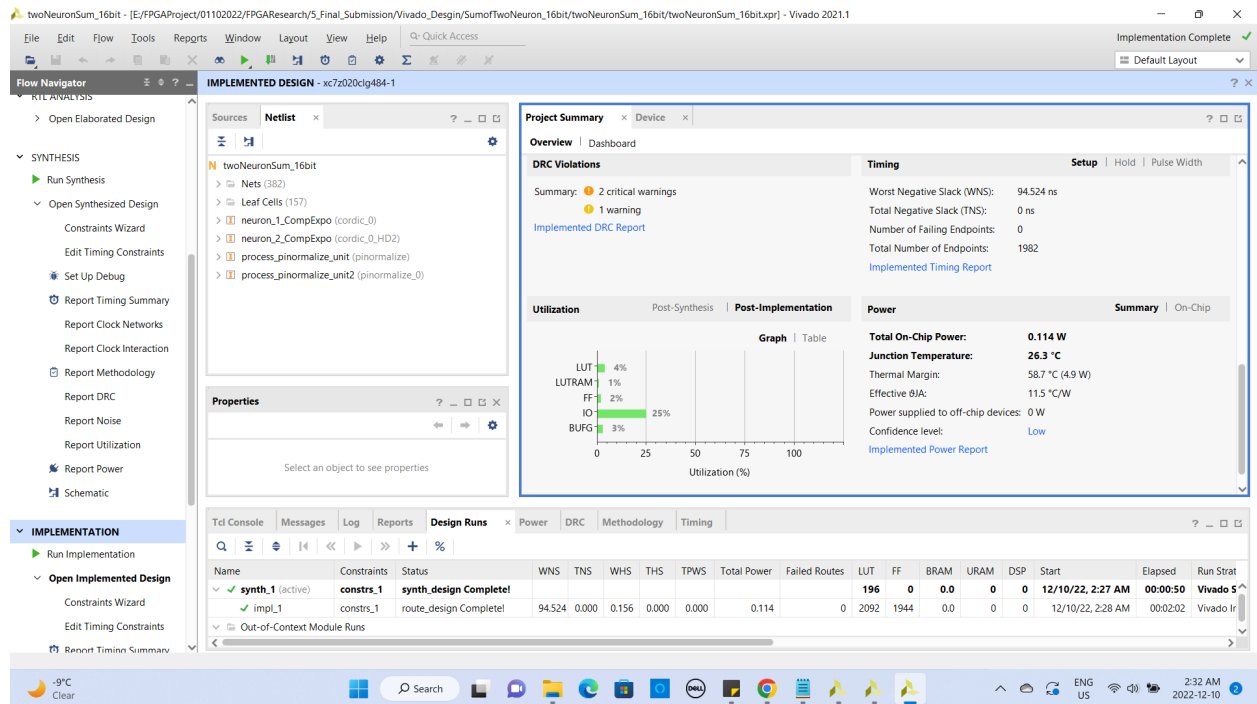 twoNeuronSum_16bit - [E:/FPGAProject/01102022/FPGAResearch/5_Final_Submission/Vivado_Desgin/SumofTwoNeuron_16bit/twoNeuronSum_16bit/twoNeuronSum_16bit.xpr] - Vivado 2021.1
File Edit Flow Tools Reports Window Layout View Help Q- Quick Access
Implementation Complete
Default Layout
Flow Navigator
IMPLEMENTED DESIGN - xc7z020clg484-1
RTL ANALYSIS
Open Elaborated Design
SYNTHESIS
Run Synthesis
Open Synthesized Design
Constraints Wizard
Edit Timing Constraints
Set Up Debug
Report Timing Summary
Report Clock Networks
Report Clock Interaction
Report Methodology
Report DRC
Report Noise
Report Utilization
Report Power
Schematic
IMPLEMENTATION
Run Implementation
Open Implemented Design
Constraints Wizard
Edit Timing Constraints
Report Timing Summary
Sources Netlist
N twoNeuronSum_16bit
Nets (382)
Leaf Cells (157)
neuron_1_CompExpo (cordic_0)
neuron_2_CompExpo (cordic_0_HD2)
process_pinormalize_unit (pinormalize)
process_pinormalize_unit2 (pinormalize_0)
Properties
Select an object to see properties
Project Summary Device
Overview Dashboard
DRC Violations
Summary: 2 critical warnings
1 warning
Implemented DRC Report
Timing Setup Hold Pulse Width
Worst Negative Slack (WNS): 94.524 ns
Total Negative Slack (TNS): 0 ns
Number of Failing Endpoints: 0
Total Number of Endpoints: 1982
Implemented Timing Report
Utilization Post-Synthesis Post-Implementation
Graph Table
LUT 4%
LUTRAM 1%
FF 2%
IO 25%
BUFG 3%
0 25 50 75 100
Utilization (%)
Power Summary On-Chip
Total On-Chip Power: 0.114 W
Junction Temperature: 26.3 °C
Thermal Margin: 58.7 °C (4.9 W)
Effective ϑJA: 11.5 °C/W
Power supplied to off-chip devices: 0 W
Confidence level: Low
Implemented Power Report
Tcl Console Messages Log Reports Design Runs Power DRC Methodology Timing
Name Constraints Status WNS TNS WHS THS TPWS Total Power Failed Routes LUT FF BRAM URAM DSP Start Elapsed Run Strat
synth_1 (active) constrs_1 synth_design Complete! 196 0 0.0 0 0 12/10/22, 2:27 AM 00:00:50 Vivado S
impl_1 constrs_1 route_design Complete! 94.524 0.000 0.156 0.000 0.000 0.114 0 2092 1944 0.0 0 0 12/10/22, 2:28 AM 00:02:02 Vivado Ir
Out-of-Context Module Runs
-9°C
Clear
Search
DELL
ENG
US
2:32 AM
2022-12-10
2